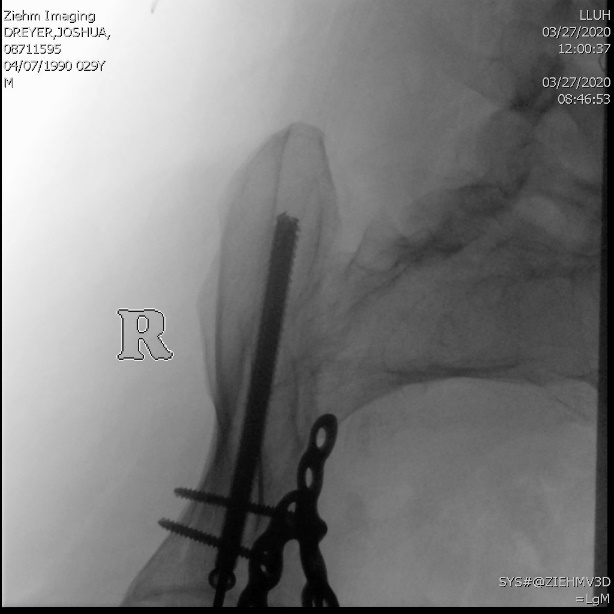 Ziehm Imaging
DREYER,JOSHUA,
08711595
04/07/1990 029Y
M
LLUH
03/27/2020
12:00:37
03/27/2020
08:46:53
R
SYS#@ZIEHMV3D
=LgM